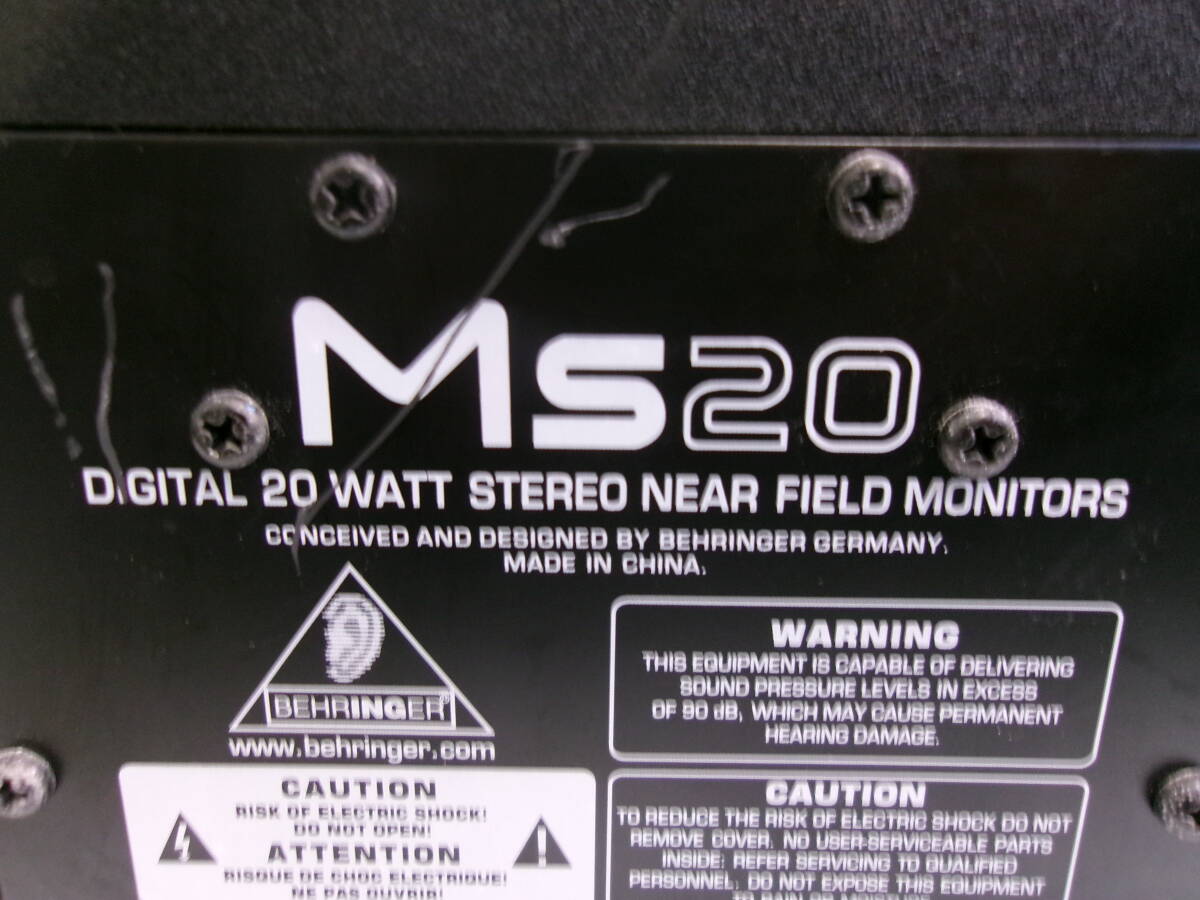 MS20
DIGITAL 20 WATT STEREO NEAR FIELD MONITORS
CONCEIVED AND DESIGNED BY BEHRINGER GERMANY.
MADE IN CHINA.
BEHRINGER®
www.behringer.com
WARNING
THIS EQUIPMENT IS CAPABLE OF DELIVERING
SOUND PRESSURE LEVELS IN EXCESS
OF 90 dB, WHICH MAY CAUSE PERMANENT
HEARING DAMAGE.
CAUTION
RISK OF ELECTRIC SHOCK!
DO NOT OPEN!
ATTENTION
RISQUE DE CHOC ELECTRIQUE!
NE PAS OUVRIR!
CAUTION
TO REDUCE THE RISK OF ELECTRIC SHOCK DO NOT
REMOVE COVER. NO USER-SERVICEABLE PARTS
INSIDE: REFER SERVICING TO QUALIFIED
PERSONNEL. DO NOT EXPOSE THIS EQUIPMENT
TO RAIN OR MOISTURE.